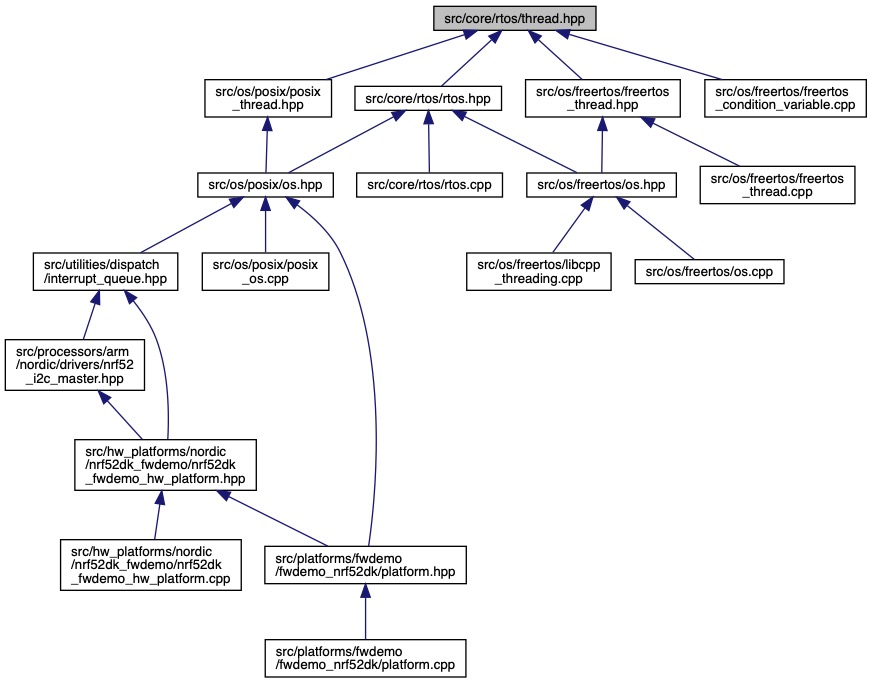 src/core/rtos/thread.hpp
src/os/posix/posix
_thread.hpp
src/core/rtos/rtos.hpp
src/os/freertos/freertos
_thread.hpp
src/os/freertos/freertos
_condition_variable.cpp
src/os/posix/os.hpp
src/core/rtos/rtos.cpp
src/os/freertos/os.hpp
src/os/freertos/freertos
_thread.cpp
src/utilities/dispatch
/interrupt_queue.hpp
src/os/posix/posix
_os.cpp
src/os/freertos/libcpp
_threading.cpp
src/os/freertos/os.cpp
src/processors/arm
/nordic/drivers/nrf52
_i2c_master.hpp
src/hw_platforms/nordic
/nrf52dk_fwdemo/nrf52dk
_fwdemo_hw_platform.hpp
src/hw_platforms/nordic
/nrf52dk_fwdemo/nrf52dk
_fwdemo_hw_platform.cpp
src/platforms/fwdemo
/fwdemo_nrf52dk/platform.hpp
src/platforms/fwdemo
/fwdemo_nrf52dk/platform.cpp